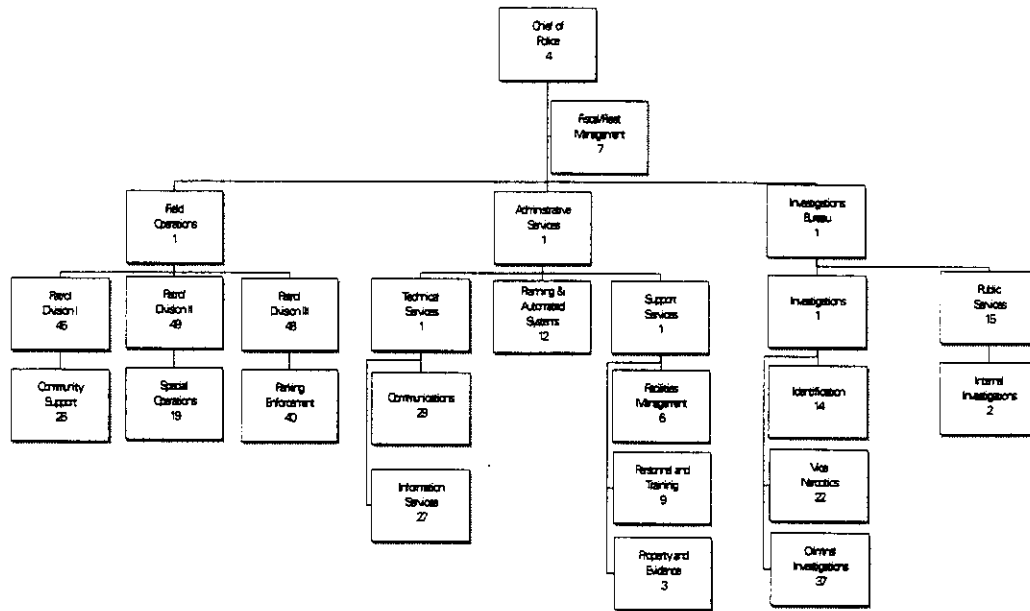 Chief of
Police
4
Fiscal/Fleet
Management
7
Field
Operations
1
Administrative
Services
1
Investigations
Bureau
1
Patrol
Division I
45
Patrol
Division II
49
Patrol
Division III
48
Technical
Services
1
Planning &
Automated
Systems
12
Support
Services
1
Investigations
1
Public
Services
15
Community
Support
26
Special
Operations
19
Parking
Enforcement
40
Communications
29
Facilities
Management
6
Identification
14
Internal
Investigations
2
Information
Services
27
Personnel and
Training
9
Vice
Narcotics
22
Property and
Evidence
3
Criminal
Investigations
37